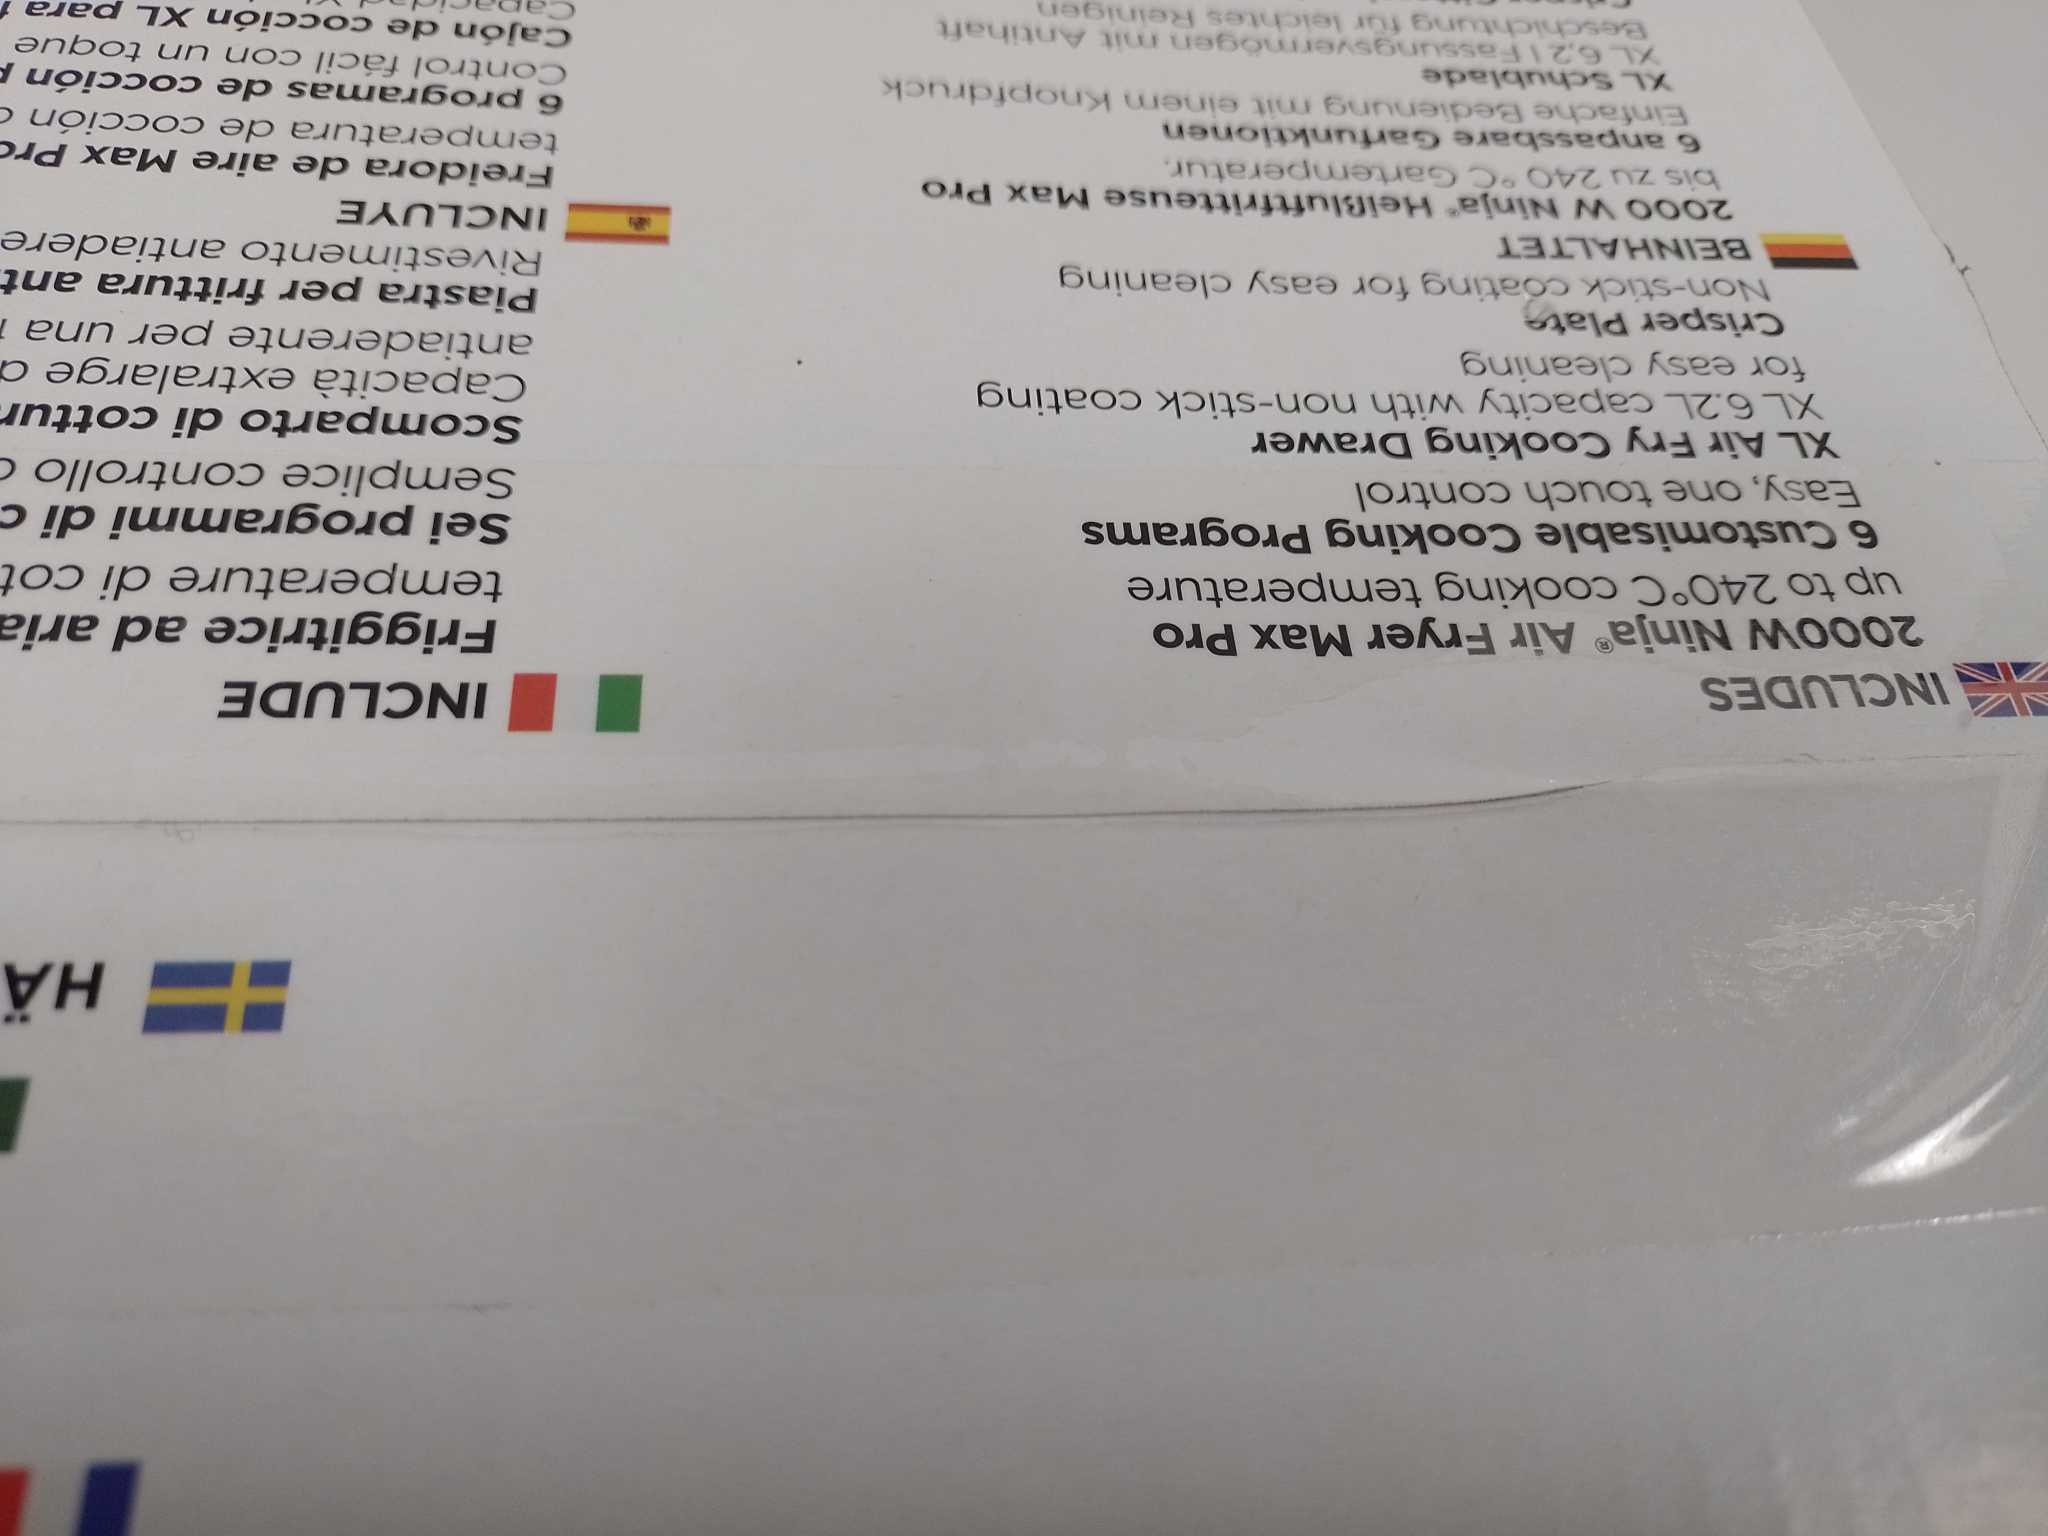 INCLUDES
2000W Ninja® Air Fryer Max Pro
up to 240°C cooking temperature
6 Customisable Cooking Programs
Easy, one touch control
XL Air Fry Cooking Drawer
XL 6.2L capacity with non-stick coating
for easy cleaning
Crisper Plate
Non-stick coating for easy cleaning
BEINHALTET
2000 W Ninja® Heißluftfritteuse Max Pro
bis zu 240 °C Gartemperatur.
6 anpassbare Garfunktionen
Einfache Bedienung mit einem Knopfdruck
XL Schublade
XL 6,2 l Fassungsvermögen mit Antihaft
Beschichtung für leichtes Reinigen
INCLUDE
Friggitrice ad aria
temperature di
Sei programmi di
Semplice controllo
Scomparto di
Capacità extralarge
antiaderente per una
Piastra per frittura
Rivestimento
INCLUYE
Freidora de aire Max Pro
temperatura de cocción
6 programas de cocción
Control fácil con un toque
Cajón de cocción XL para